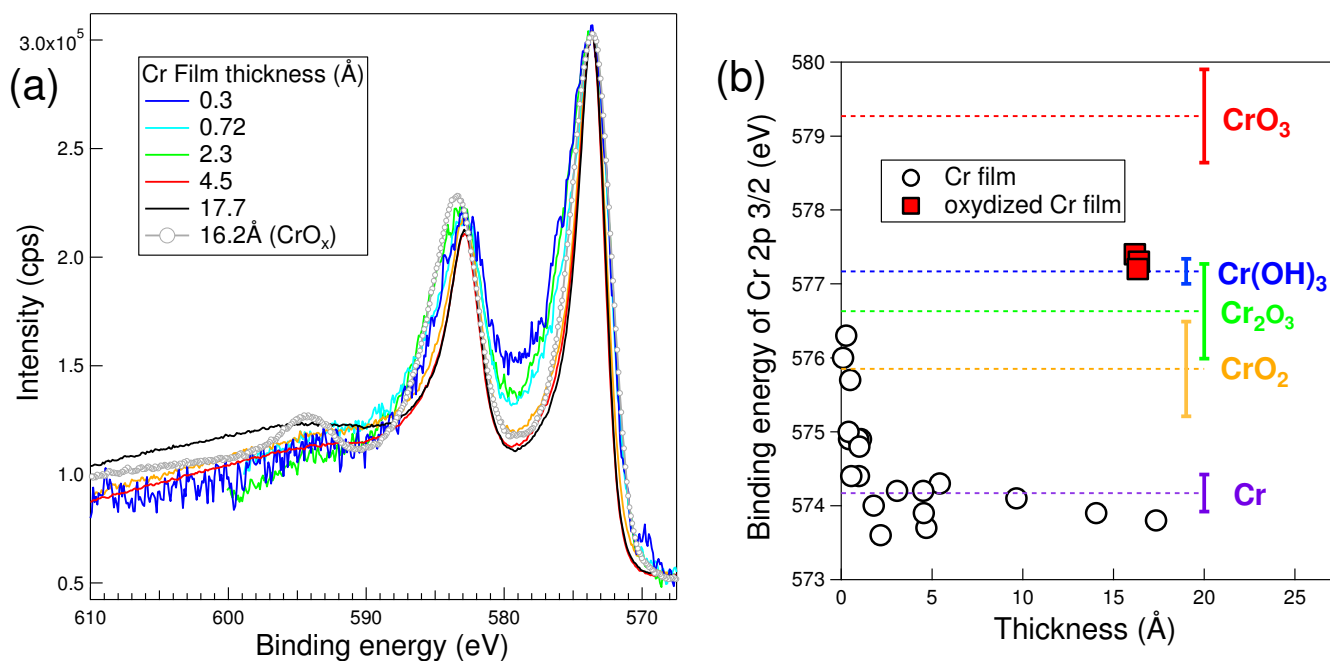 (a)
3.0x10⁵
2.5
2.0
1.5
1.0
0.5
Intensity (cps)
Cr Film thickness (Å)
0.3
0.72
2.3
4.5
17.7
16.2Å (CrOₓ)
610
600
590
580
570
Binding energy (eV)
(b)
580
579
578
577
576
575
574
573
Binding energy of Cr 2p 3/2 (eV)
Cr film
oxydized Cr film
CrO₃
Cr(OH)₃
Cr₂O₃
CrO₂
Cr
0
5
10
15
20
25
Thickness (Å)